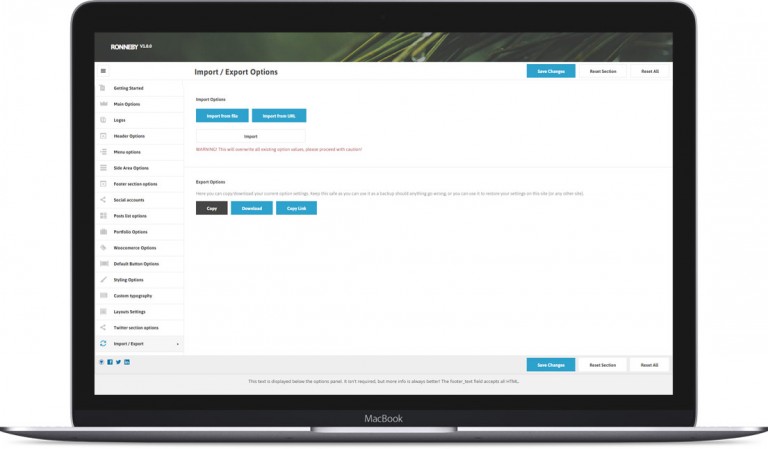 RONNEBY V3.0.0
Import / Export Options
Save Changes
Reset Section
Reset All
Getting Started
Main Options
Logos
Header Options
Menu options
Side Area Options
Footer section options
Social accounts
Posts list options
Portfolio Options
Woocomerce Options
Default Button Options
Styling Options
Custom typography
Layouts Settings
Twitter section options
Import / Export
Import Options
Import from file
Import from URL
Import
WARNING! This will overwrite all existing option values, please proceed with caution!
Export Options
Here you can copy/download your current option settings. Keep this safe as you can use it as a backup should anything go wrong, or you can use it to restore your settings on this site (or any other site).
Copy
Download
Copy Link
Save Changes
Reset Section
Reset All
This text is displayed below the options panel. It isn't required, but more info is always better! The footer_text field accepts all HTML.
MacBook